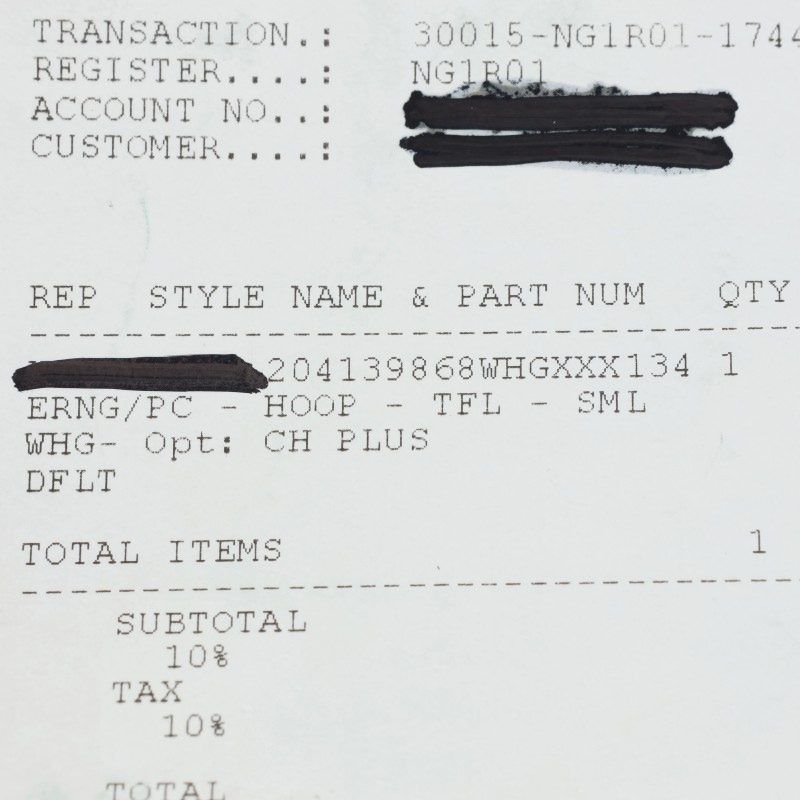 TRANSACTION.: 30015-NG1R01-1744
REGISTER....: NG1R01
ACCOUNT NO..:
CUSTOMER....:
REP STYLE NAME & PART NUM QTY
204139868WHGXXX134 1
ERNG/PC - HOOP - TFL - SML
WHG- Opt: CH PLUS
DFLT
TOTAL ITEMS 1
SUBTOTAL
10%
TAX
10%
TOTAL